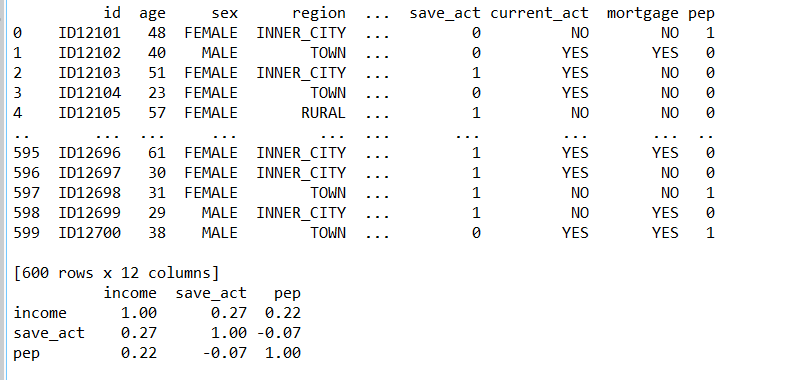 id age sex region ... save_act current_act mortgage pep
0 ID12101 48 FEMALE INNER_CITY ... 0 NO NO 1
1 ID12102 40 MALE TOWN ... 0 YES YES 0
2 ID12103 51 FEMALE INNER_CITY ... 1 YES NO 0
3 ID12104 23 FEMALE TOWN ... 0 YES NO 0
4 ID12105 57 FEMALE RURAL ... 1 NO NO 0
.. ... ... ... ... ... ... ... ... ..
595 ID12696 61 FEMALE INNER_CITY ... 1 YES YES 0
596 ID12697 30 FEMALE INNER_CITY ... 1 YES NO 0
597 ID12698 31 FEMALE TOWN ... 1 NO NO 1
598 ID12699 29 MALE INNER_CITY ... 1 NO YES 0
599 ID12700 38 MALE TOWN ... 0 YES YES 1
[600 rows x 12 columns]
income save_act pep
income 1.00 0.27 0.22
save_act 0.27 1.00 -0.07
pep 0.22 -0.07 1.00